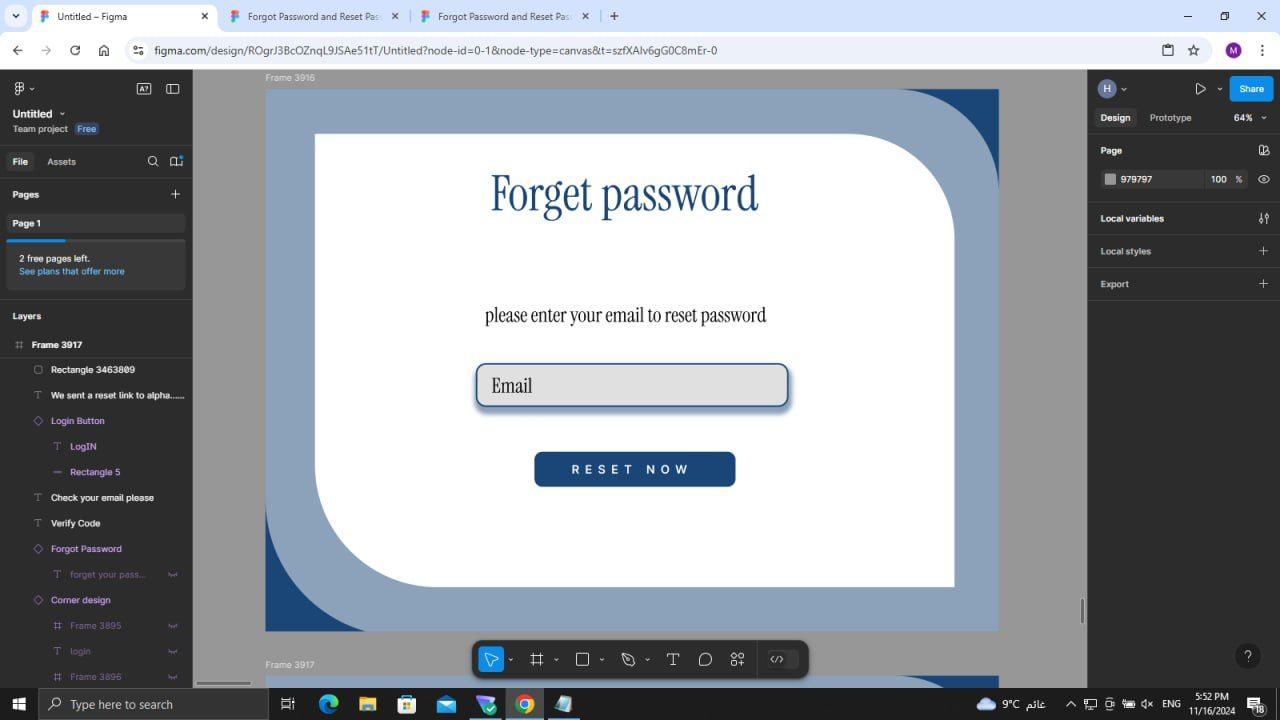 Untitled – Figma
Forgot Password and Reset Pas
Forgot Password and Reset Pas
figma.com/design/ROgrJ3BcOZnqL9JSAe51tT/Untitled?node-id=0-1&node-type=canvas&t=szfXAlv6gG0C8mEr-0
M
A?
Untitled
Team project Free
File Assets
Pages
Page 1
2 free pages left.
See plans that offer more
Layers
Frame 3917
Rectangle 3463809
We sent a reset link to alpha......
Login Button
LogIN
Rectangle 5
Check your email please
Verify Code
Forgot Password
forget your pass...
Corner design
Frame 3895
login
Frame 3896
Frame 3916
Forget password
please enter your email to reset password
Email
RESET NOW
Frame 3917
H
Share
Design Prototype 64%
Page
979797 100 %
Local variables
Local styles
Export
?
Type here to search
9°C غائم
ENG
5:52 PM
11/16/2024
18